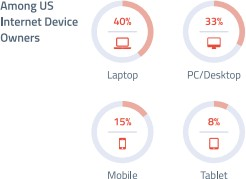 Among US
Internet Device
Owners
40%
33%
Laptop
PC/Desktop
15%
8%
Mobile
Tablet